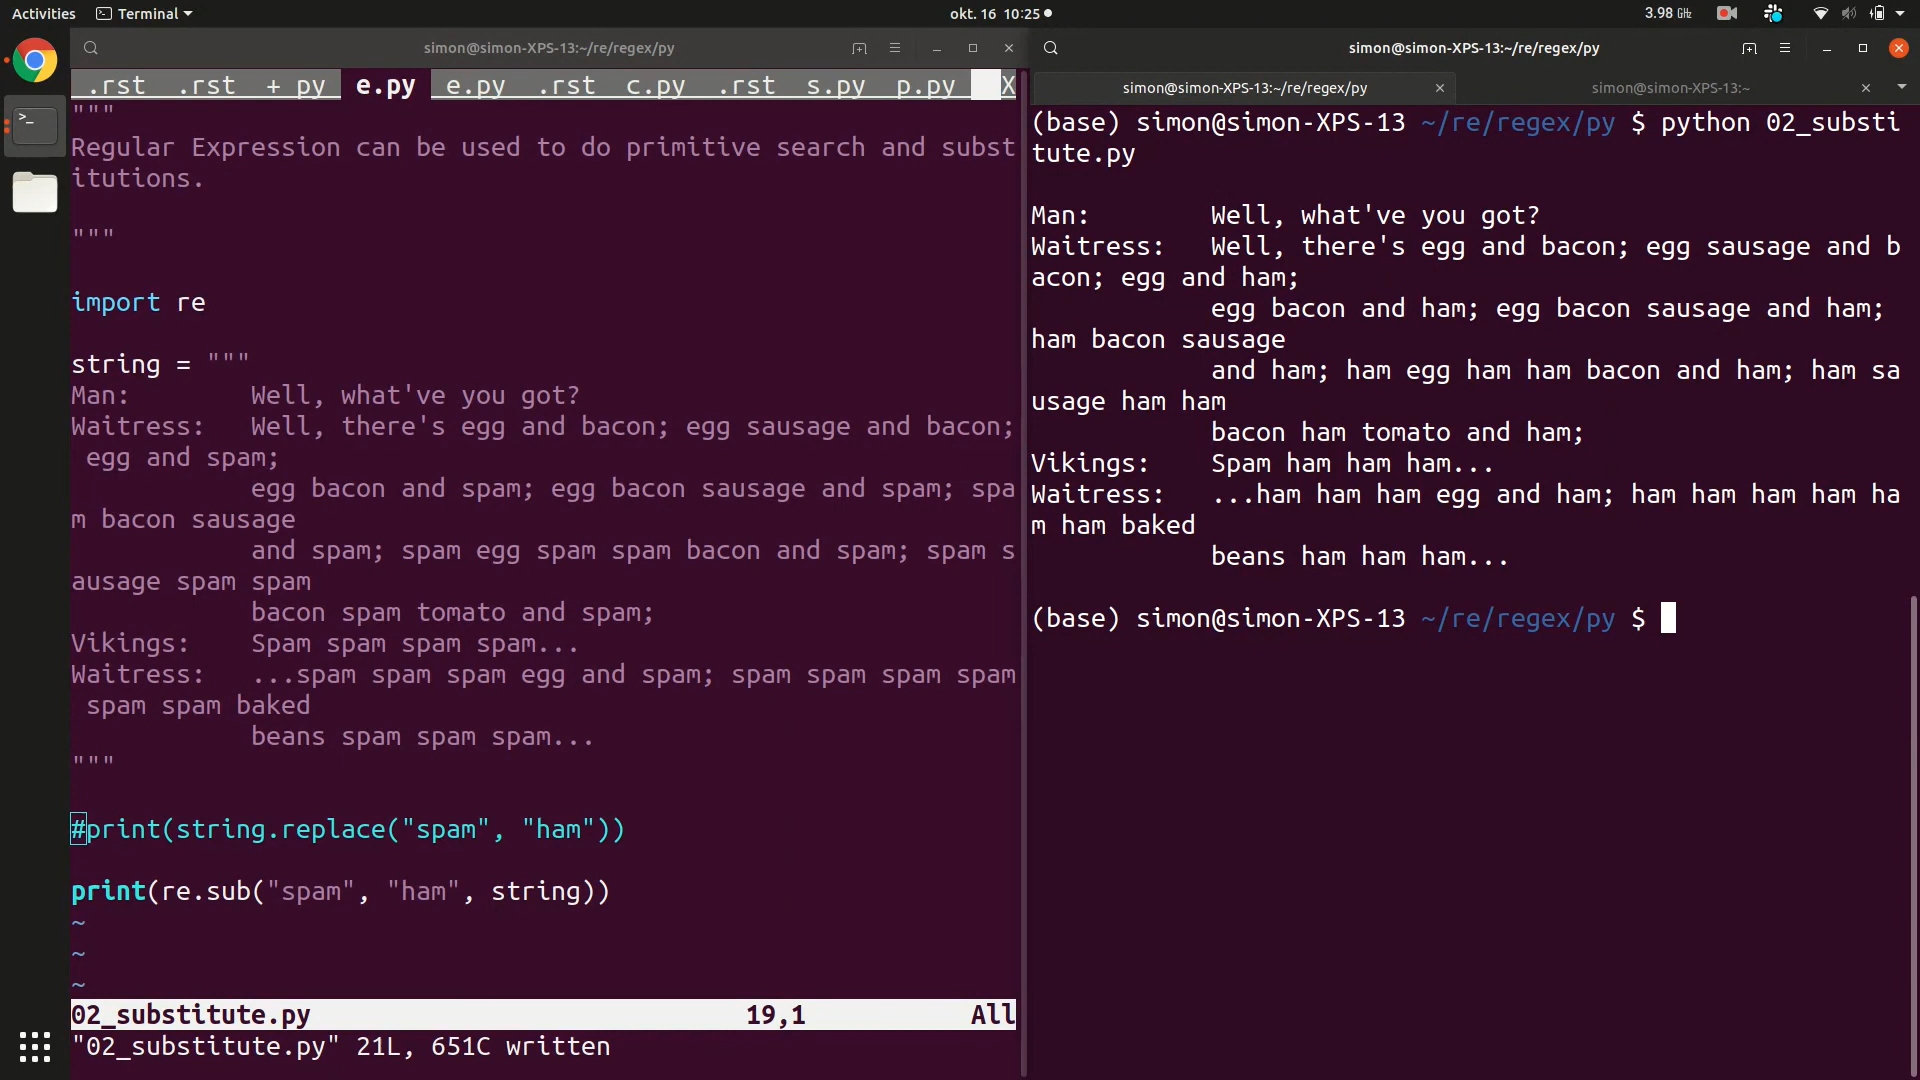 Activities Terminal okt. 16 10:25 3.98 GHz
simon@simon-XPS-13:~/re/regex/py
.rst .rst + py e.py e.py .rst c.py .rst s.py p.py X
"""
Regular Expression can be used to do primitive search and subst
itutions.
"""
import re
string = """
Man:        Well, what've you got?
Waitress:   Well, there's egg and bacon; egg sausage and bacon;
 egg and spam;
            egg bacon and spam; egg bacon sausage and spam; spa
m bacon sausage
            and spam; spam egg spam spam bacon and spam; spam s
ausage spam spam
            bacon spam tomato and spam;
Vikings:    Spam spam spam spam...
Waitress:   ...spam spam spam egg and spam; spam spam spam spam
 spam spam baked
            beans spam spam spam...
"""
#print(string.replace("spam", "ham"))
print(re.sub("spam", "ham", string))
~
~
~
02_substitute.py 19,1 All
"02_substitute.py" 21L, 651C written
simon@simon-XPS-13:~/re/regex/py
simon@simon-XPS-13:~/re/regex/py simon@simon-XPS-13:~
(base) simon@simon-XPS-13 ~/re/regex/py $ python 02_substi
tute.py
Man:        Well, what've you got?
Waitress:   Well, there's egg and bacon; egg sausage and b
acon; egg and ham;
            egg bacon and ham; egg bacon sausage and ham;
ham bacon sausage
            and ham; ham egg ham ham bacon and ham; ham sa
usage ham ham
            bacon ham tomato and ham;
Vikings:    Spam ham ham ham...
Waitress:   ...ham ham ham egg and ham; ham ham ham ham ha
m ham baked
            beans ham ham ham...
(base) simon@simon-XPS-13 ~/re/regex/py $